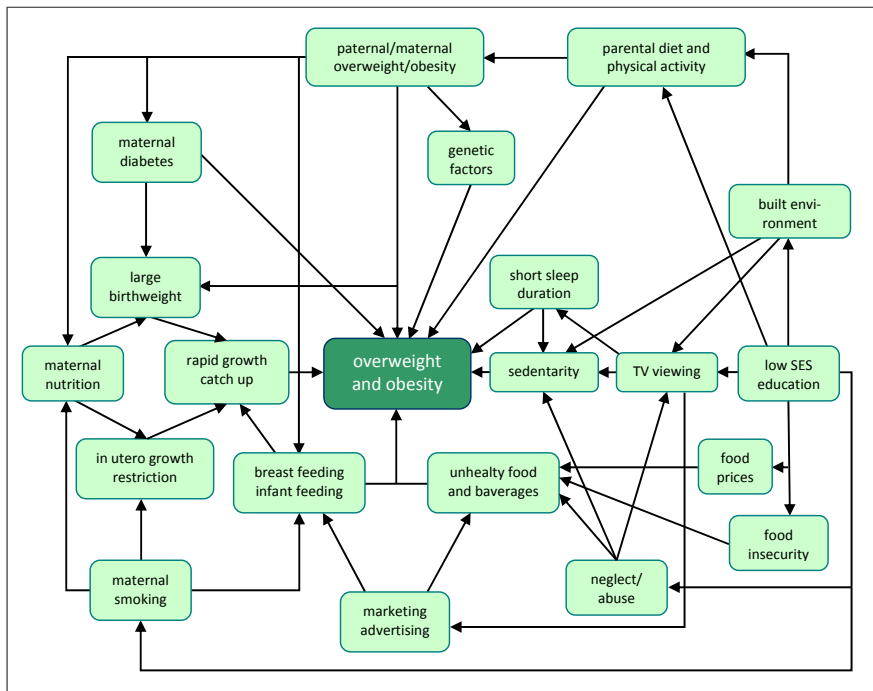 paternal/maternal
overweight/obesity
parental diet and
physical activity
maternal
diabetes
genetic
factors
built envi-
ronment
large
birthweight
short sleep
duration
maternal
nutrition
rapid growth
catch up
overweight
and obesity
sedentarity
TV viewing
low SES
education
in utero growth
restriction
breast feeding
infant feeding
unhealty food
and baverages
food
prices
food
insecurity
maternal
smoking
marketing
advertising
neglect/
abuse